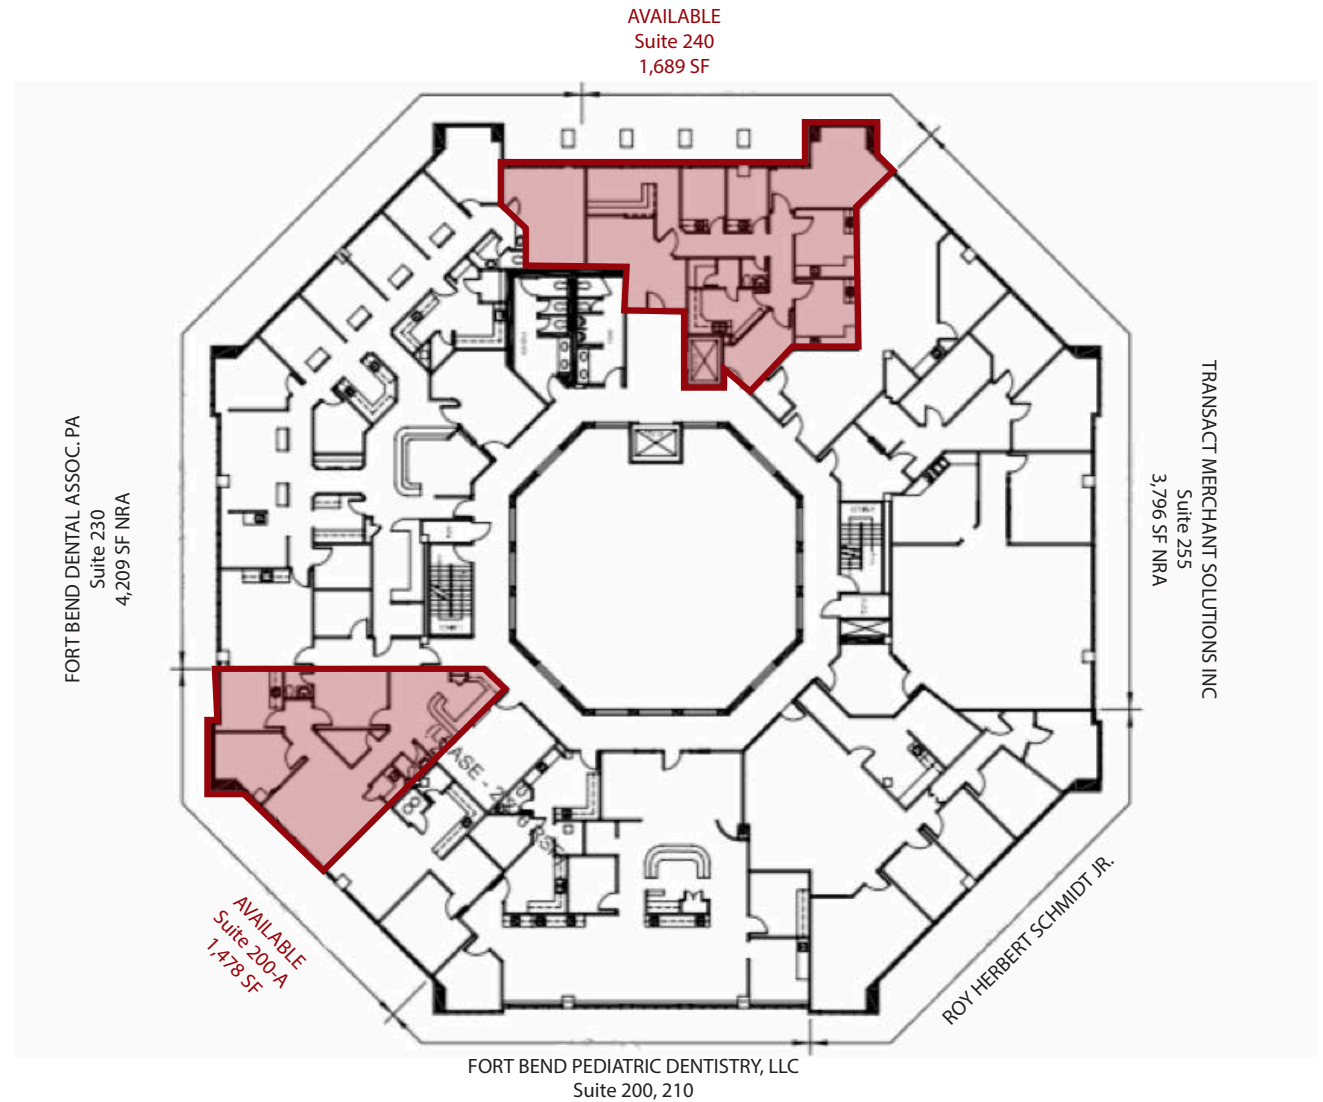 AVAILABLE
Suite 240
1,689 SF
TRANSACT MERCHANT SOLUTIONS INC
Suite 255
3,796 SF NRA
FORT BEND DENTAL ASSOC. PA
Suite 230
4,209 SF NRA
AVAILABLE
Suite 200-A
1,478 SF
ROY HERBERT SCHMIDT JR.
FORT BEND PEDIATRIC DENTISTRY, LLC
Suite 200, 210